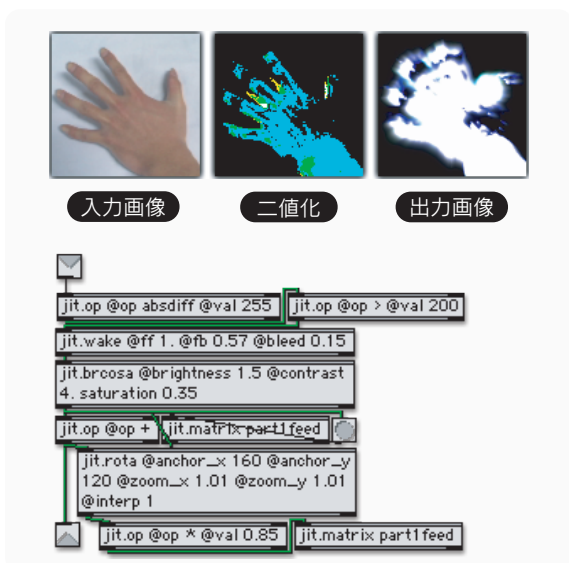 入力画像
二値化
出力画像
jit.op @op absdiff @val 255
jit.op @op > @val 200
jit.wake @ff 1. @fb 0.57 @bleed 0.15
jit.brcosa @brightness 1.5 @contrast
4. saturation 0.35
jit.op @op +
jit.matrix part1feed
jit.rota @anchor_x 160 @anchor_y
120 @zoom_x 1.01 @zoom_y 1.01
@interp 1
jit.op @op * @val 0.85
jit.matrix part1feed